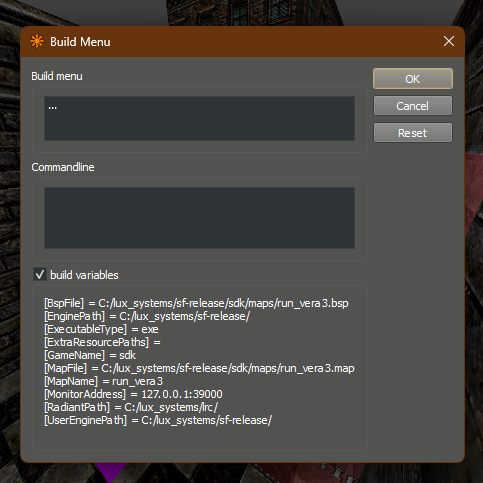 Build Menu
Build menu
OK
...
Cancel
Reset
Commandline
build variables
[BspFile] = C:/lux_systems/sf-release/sdk/maps/run_vera3.bsp
[EnginePath] = C:/lux_systems/sf-release/
[ExecutableType] = exe
[ExtraResourcePaths] =
[GameName] = sdk
[MapFile] = C:/lux_systems/sf-release/sdk/maps/run_vera3.map
[MapName] = run_vera3
[MonitorAddress] = 127.0.0.1:39000
[RadiantPath] = C:/lux_systems/lrc/
[UserEnginePath] = C:/lux_systems/sf-release/